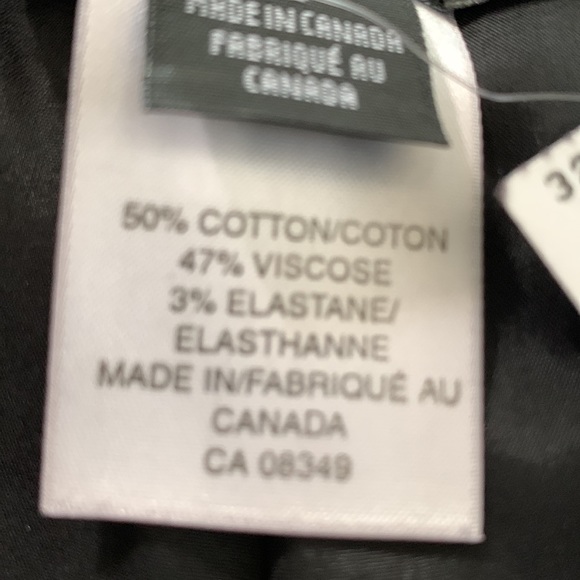 MADE IN CANADA
FABRIQUÉ AU
CANADA
50% COTTON/COTON
47% VISCOSE
3% ELASTANE/
ELASTHANNE
MADE IN/FABRIQUÉ AU
CANADA
CA 08349